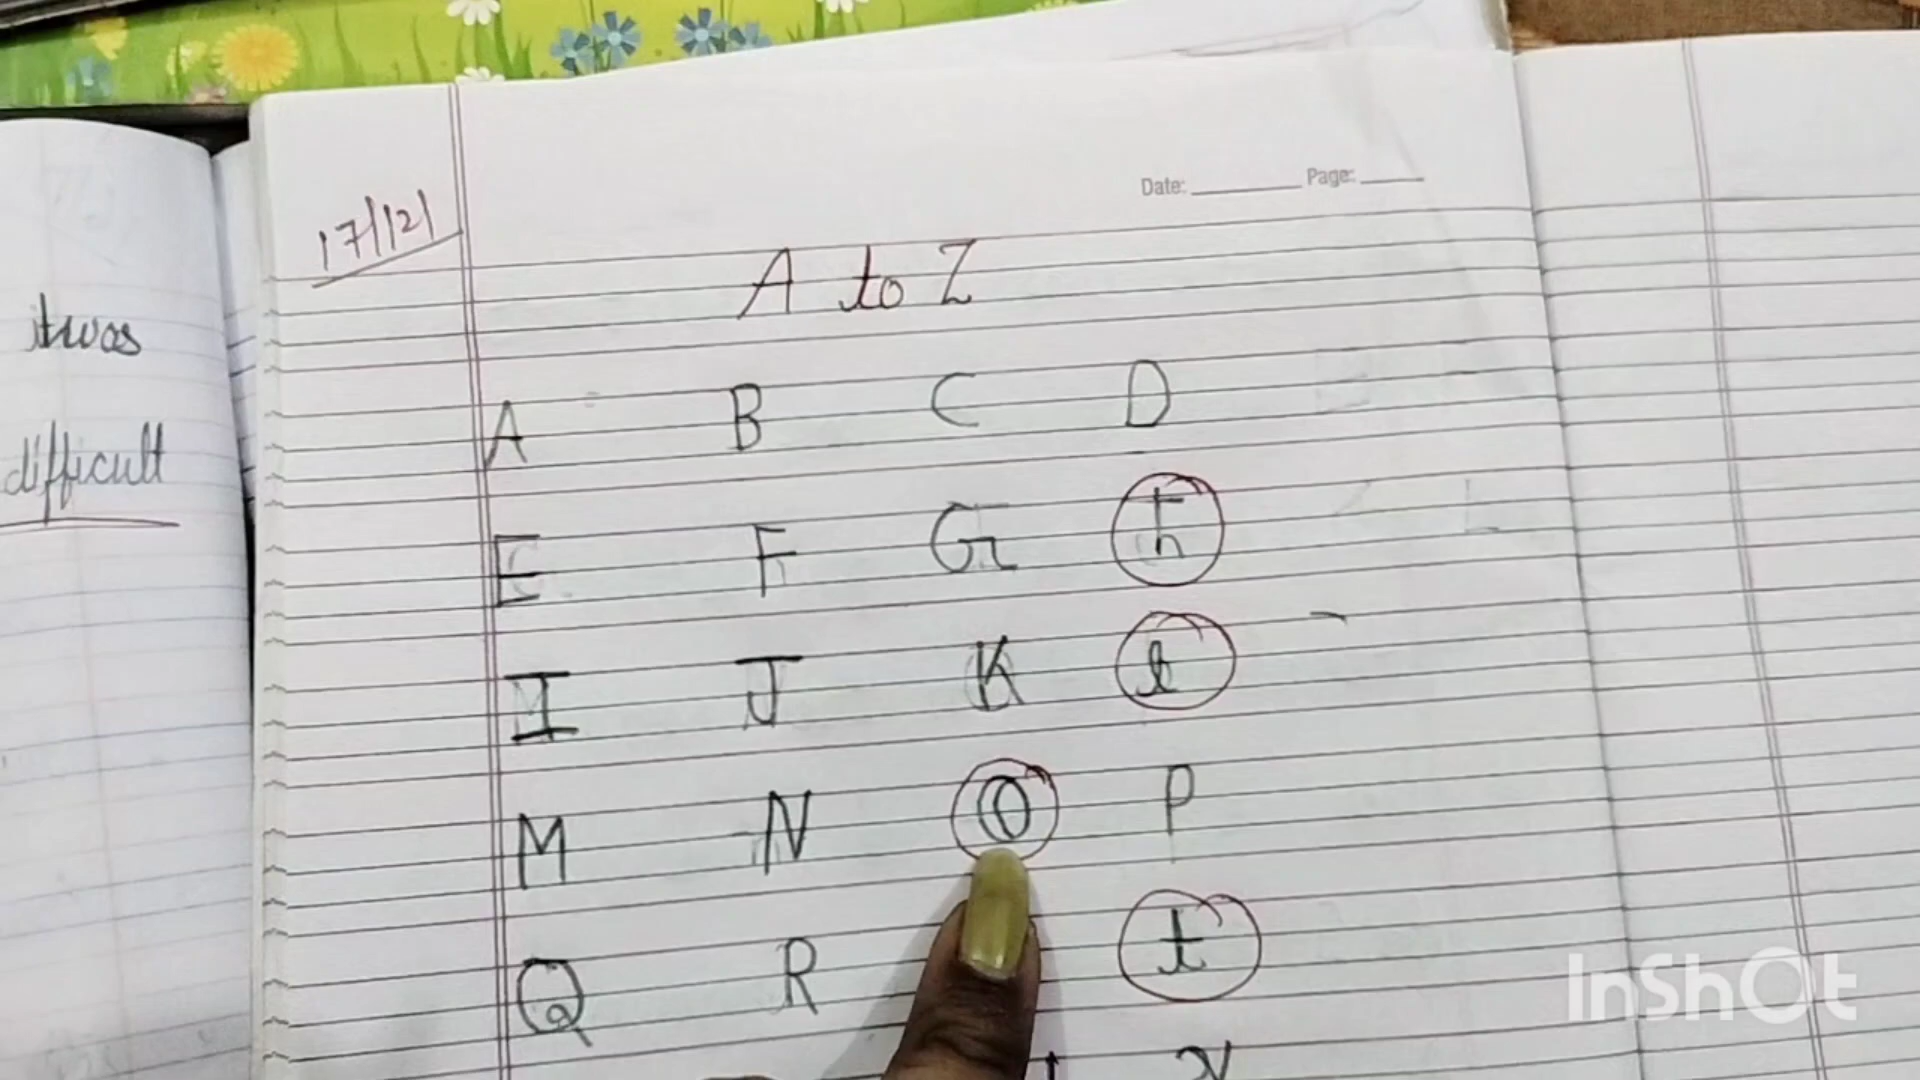 Date: Page:
17/12/
A to Z
itwas
A B C D
difficult
E F G h
I J K l
M N O P
Q R t
InShOt